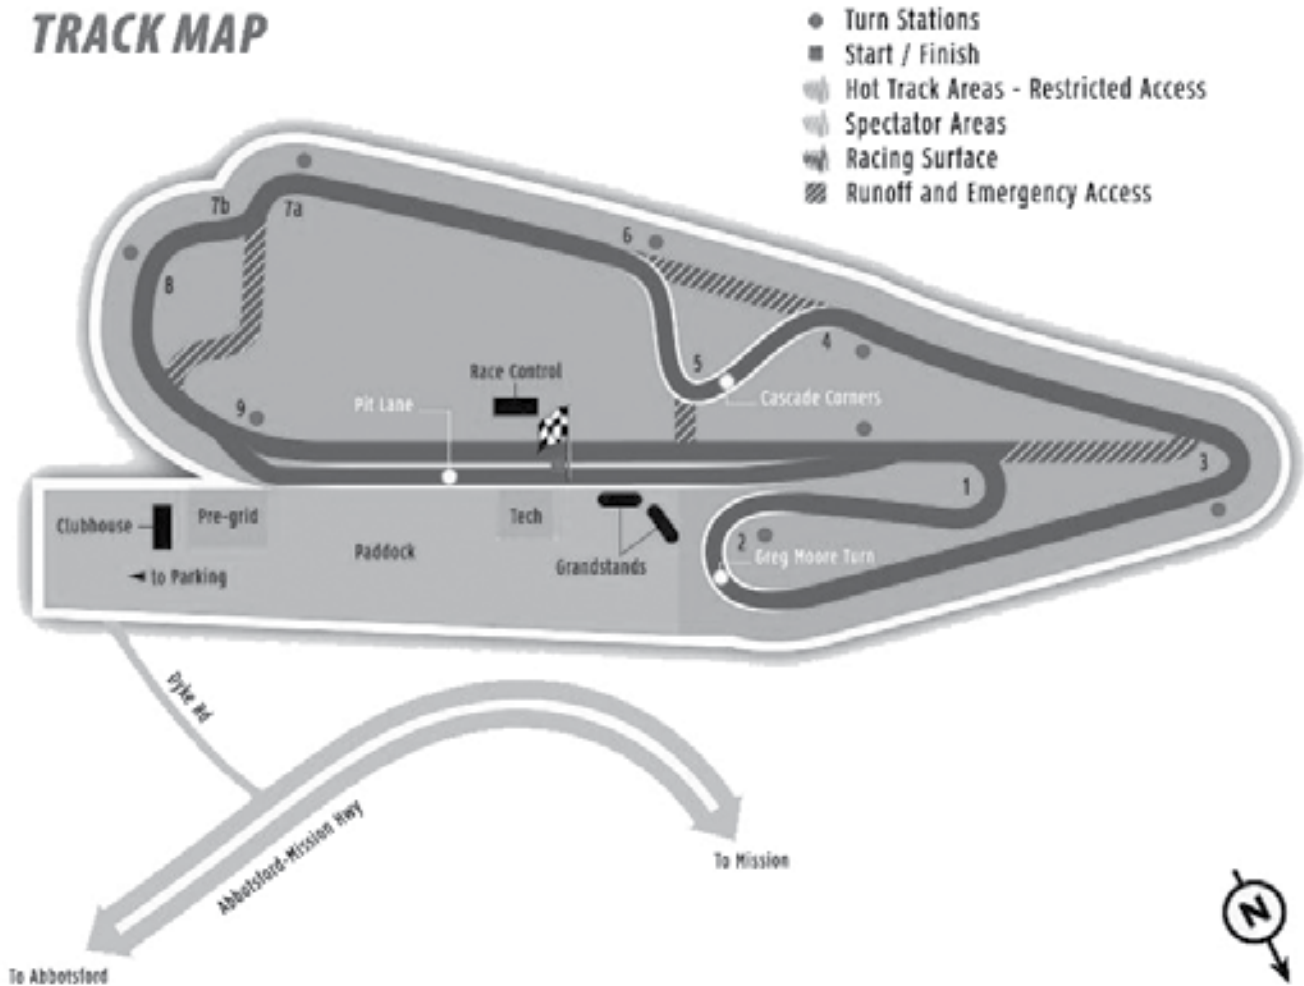 TRACK MAP
Turn Stations
Start / Finish
Hot Track Areas - Restricted Access
Spectator Areas
Racing Surface
Runoff and Emergency Access
7b
7a
6
8
4
5
Race Control
Cascade Corners
Pit Lane
9
3
1
Clubhouse
Pre-grid
Tech
2
Greg Moore Turn
Paddock
Grandstands
◄ to Parking
Dyke Rd
Abbotsford-Mission Hwy
To Mission
N
To Abbotsford